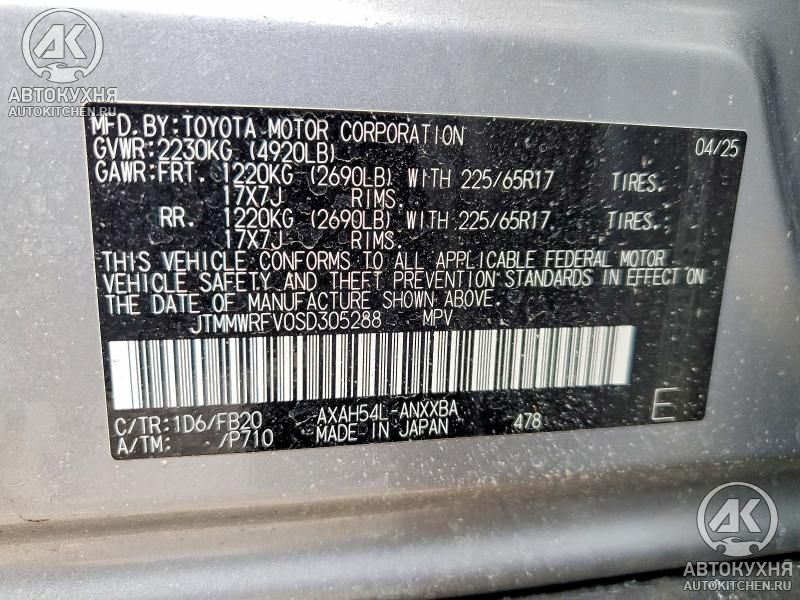 AK
АВТОКУХНЯ
AUTOKITCHEN.RU
MFD.BY:TOYOTA MOTOR CORPORATION 04/25
GVWR:2230KG (4920LB)
GAWR:FRT. 1220KG (2690LB) WITH 225/65R17 TIRES.
17X7J RIMS.
RR. 1220KG (2690LB) WITH 225/65R17 TIRES.
17X7J RIMS.
THIS VEHICLE CONFORMS TO ALL APPLICABLE FEDERAL MOTOR
VEHICLE SAFETY AND THEFT PREVENTION STANDARDS IN EFFECT ON
THE DATE OF MANUFACTURE SHOWN ABOVE.
JTMMWRFV0SD305288 MPV
C/TR:1D6/FB20 AXAH54L-ANXXBA
A/TM: /P710 MADE IN JAPAN 478 E
AK
АВТОКУХНЯ
AUTOKITCHEN.RU